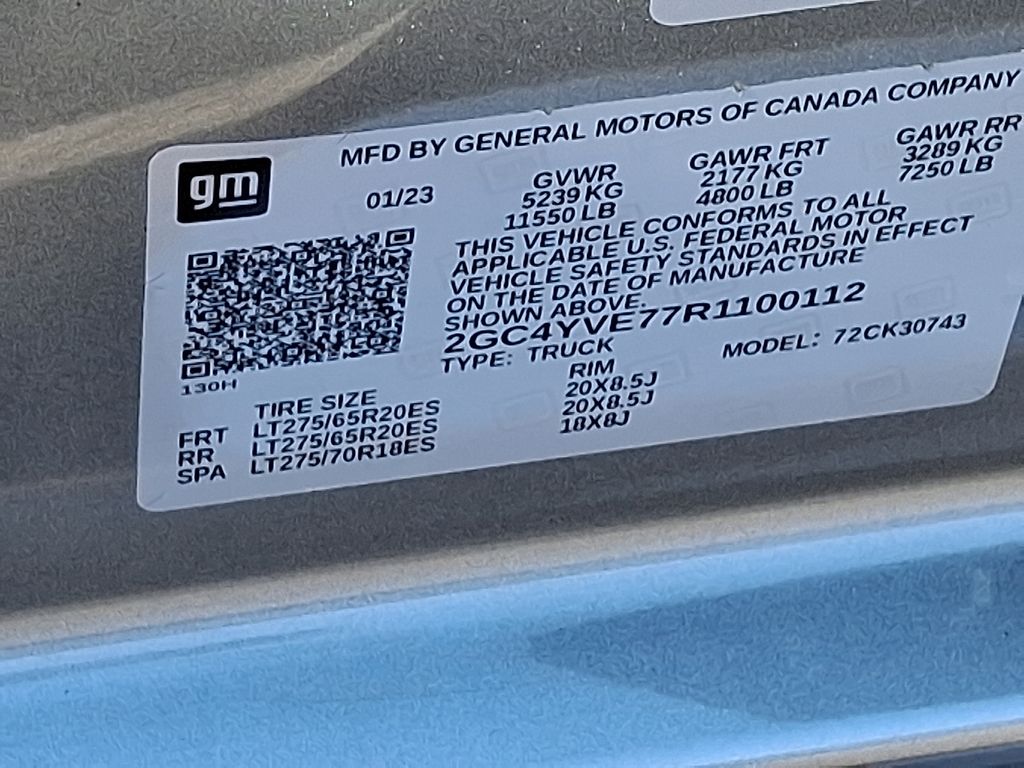 MFD BY GENERAL MOTORS OF CANADA COMPANY
gm
01/23
GVWR
5239 KG
11550 LB
GAWR FRT
2177 KG
4800 LB
GAWR RR
3289 KG
7250 LB
THIS VEHICLE CONFORMS TO ALL
APPLICABLE U.S. FEDERAL MOTOR
VEHICLE SAFETY STANDARDS IN EFFECT
ON THE DATE OF MANUFACTURE
SHOWN ABOVE.
2GC4YVE77R1100112
TYPE: TRUCK MODEL: 72CK30743
130H
TIRE SIZE RIM
FRT LT275/65R20ES 20X8.5J
RR LT275/65R20ES 20X8.5J
SPA LT275/70R18ES 18X8J